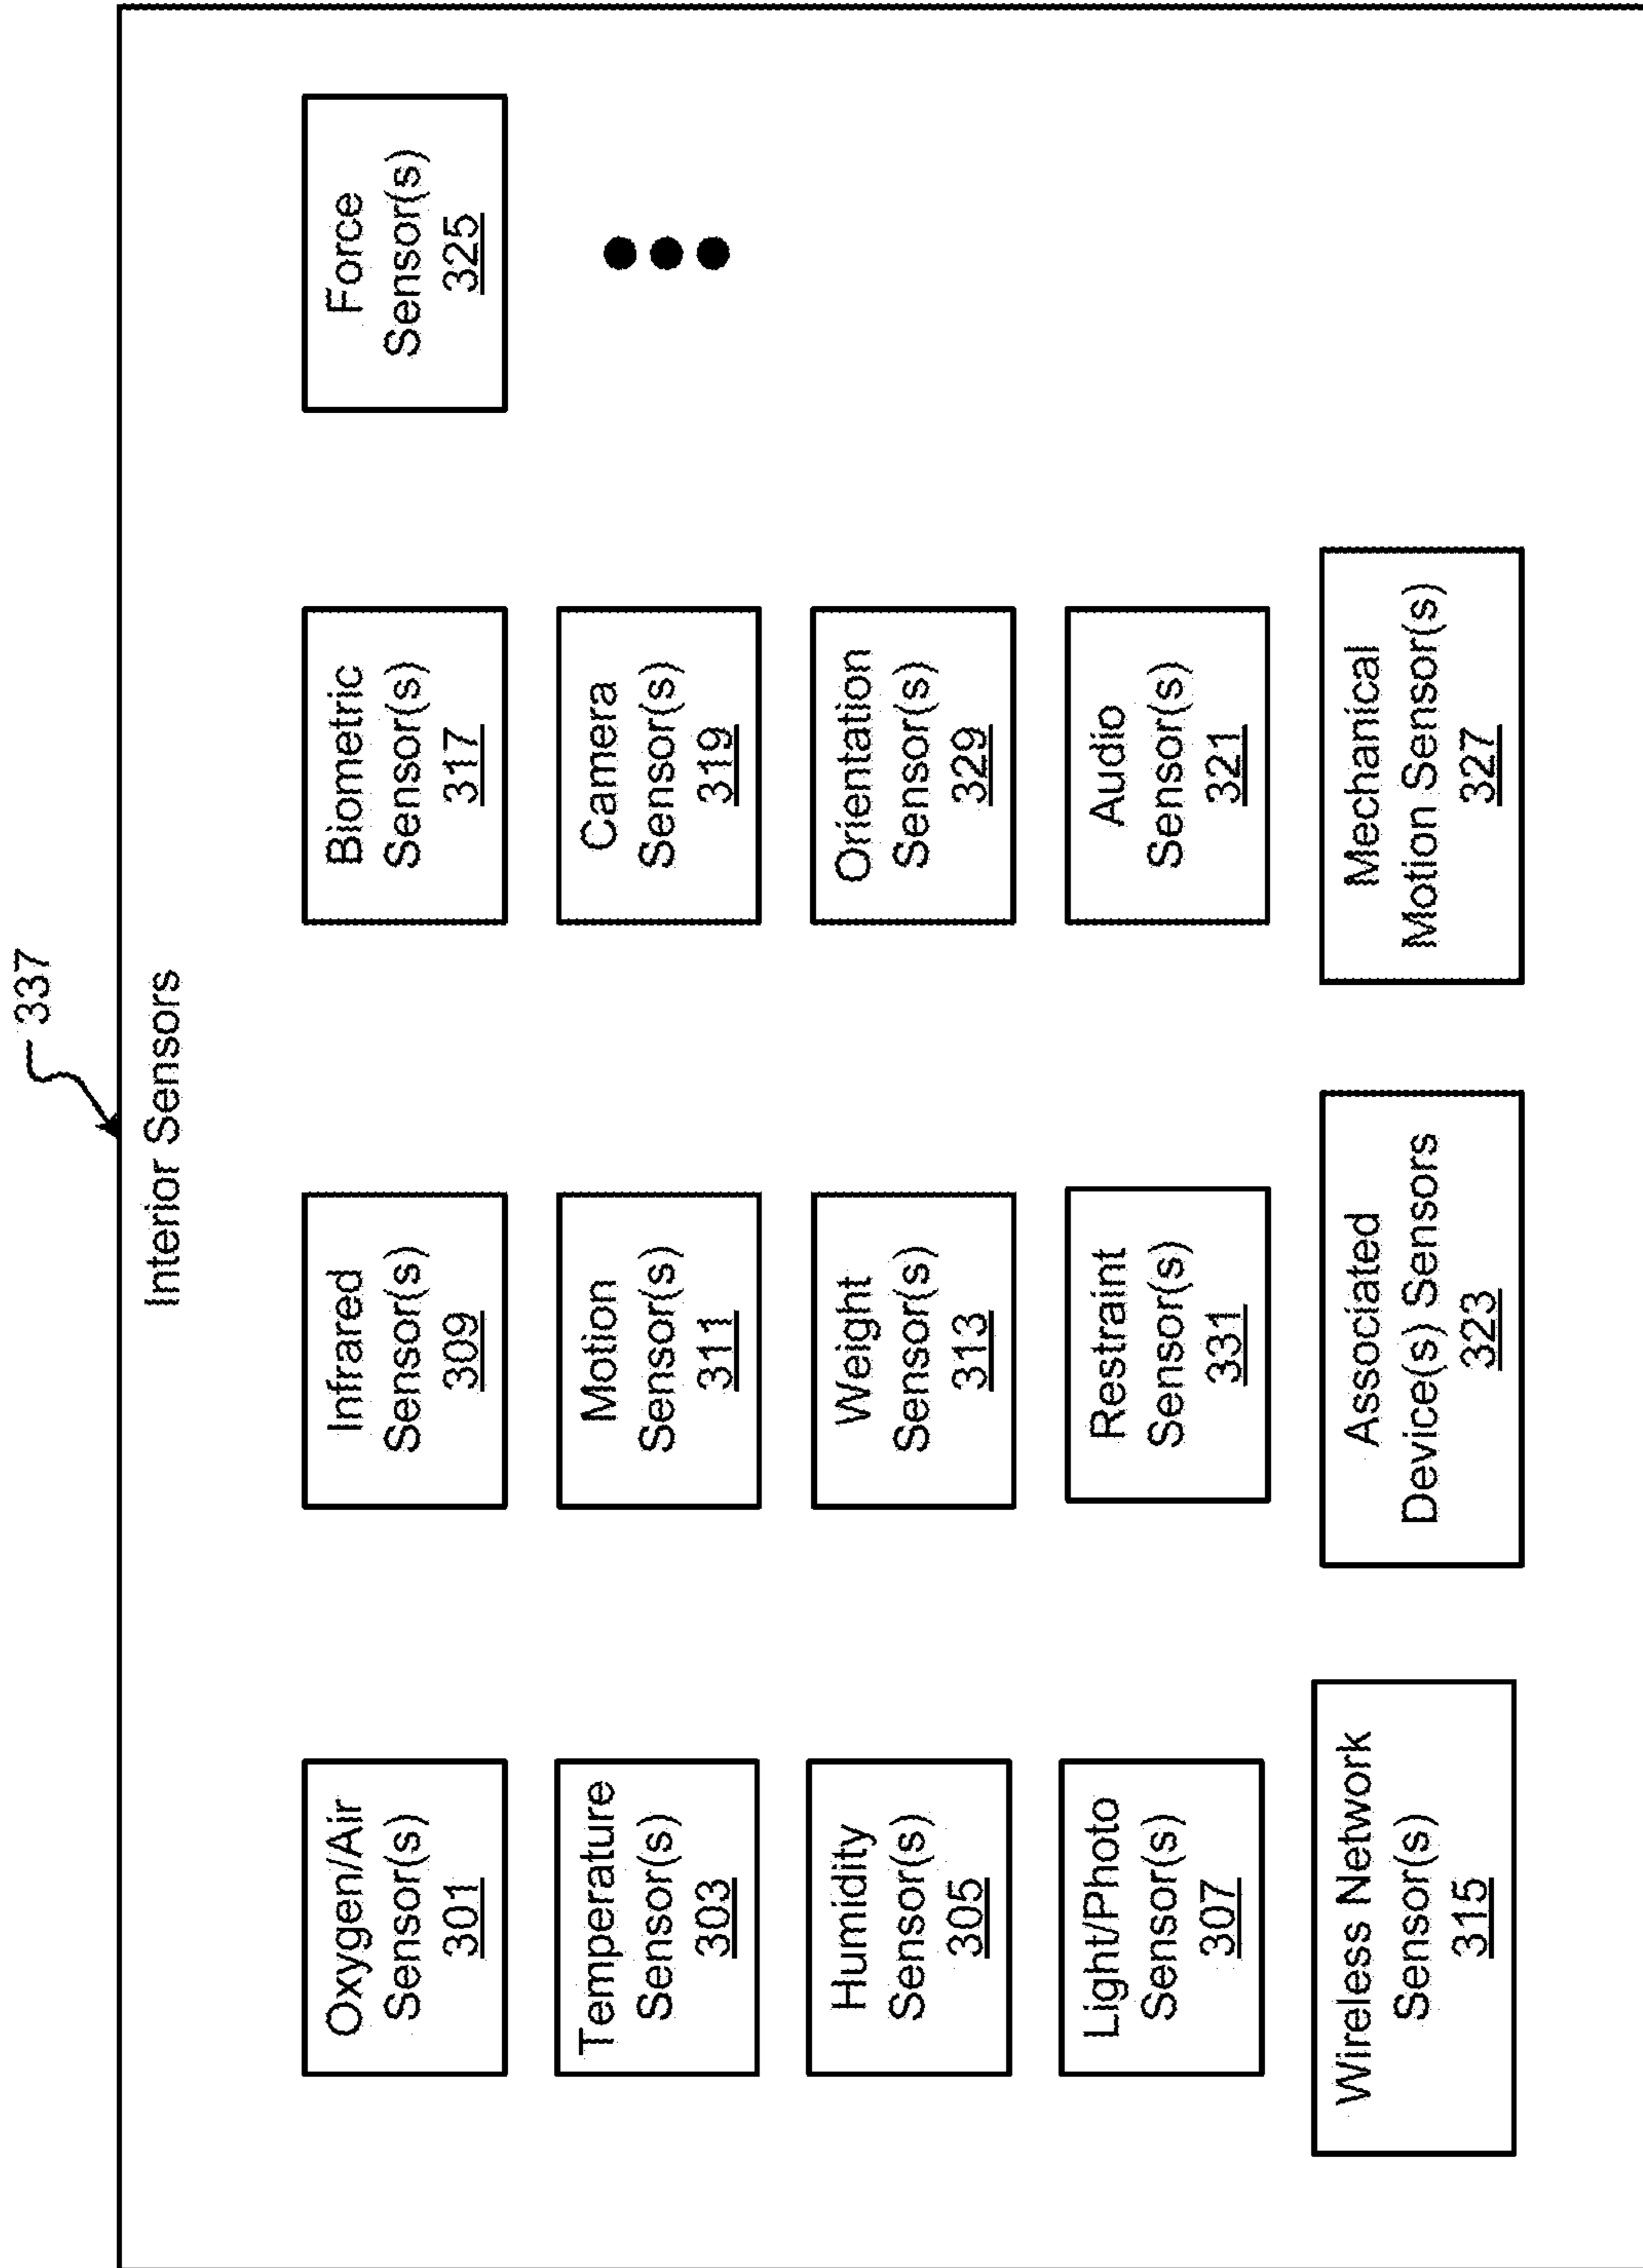 337
Interior Sensors
Oxygen/Air
Sensor(s)
301
Temperature
Sensor(s)
303
Humidity
Sensor(s)
305
Light/Photo
Sensor(s)
307
Wireless Network
Sensor(s)
315
Infrared
Sensor(s)
309
Motion
Sensor(s)
311
Weight
Sensor(s)
313
Restraint
Sensor(s)
331
Associated
Device(s) Sensors
323
Biometric
Sensor(s)
317
Camera
Sensor(s)
319
Orientation
Sensor(s)
329
Audio
Sensor(s)
321
Mechanical
Motion Sensor(s)
327
Force
Sensor(s)
325